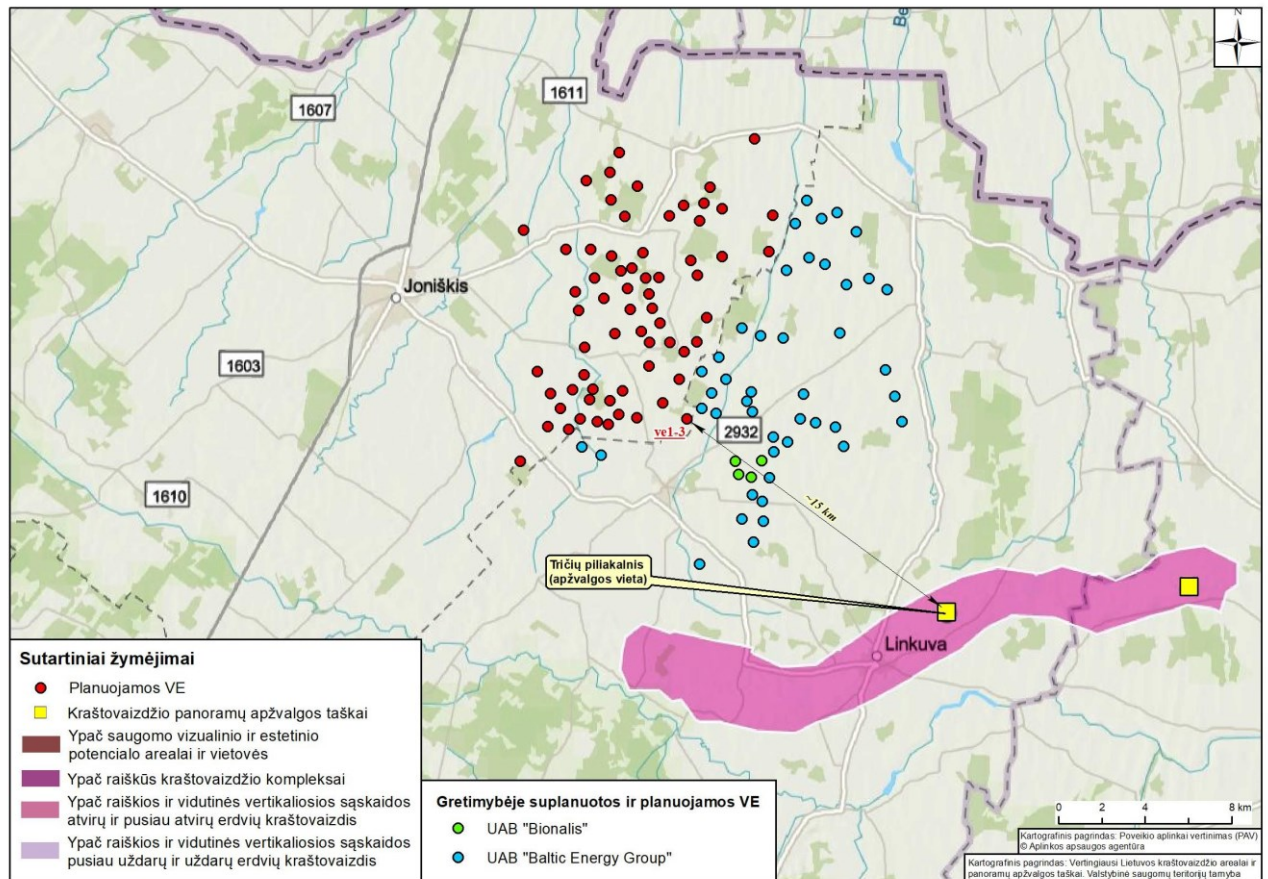 N
Be
1611
1607
Joniškis
1603
ve1-3
2932
1610
~15 km
Tričių piliakalnis
(apžvalgos vieta)
Linkuva
Sutartiniai žymėjimai
Planuojamos VE
Kraštovaizdžio panoramų apžvalgos taškai
Ypač saugomo vizualinio ir estetinio
potencialo arealai ir vietovės
Ypač raiškūs kraštovaizdžio kompleksai
Ypač raiškios ir vidutinės vertikaliosios sąskaidos
atvirų ir pusiau atvirų erdvių kraštovaizdis
Ypač raiškios ir vidutinės vertikaliosios sąskaidos
pusiau uždarų ir uždarų erdvių kraštovaizdis
Gretimybėje suplanuotos ir planuojamos VE
UAB "Bionalis"
UAB "Baltic Energy Group"
0 2 4 8 km
Kartografinis pagrindas: Poveikio aplinkai vertinimas (PAV)
© Aplinkos apsaugos agentūra
Kartografinis pagrindas: Vertingiausi Lietuvos kraštovaizdžio arealai ir
panoramų apžvalgos taškai. Valstybinė saugomų teritorijų tamyba